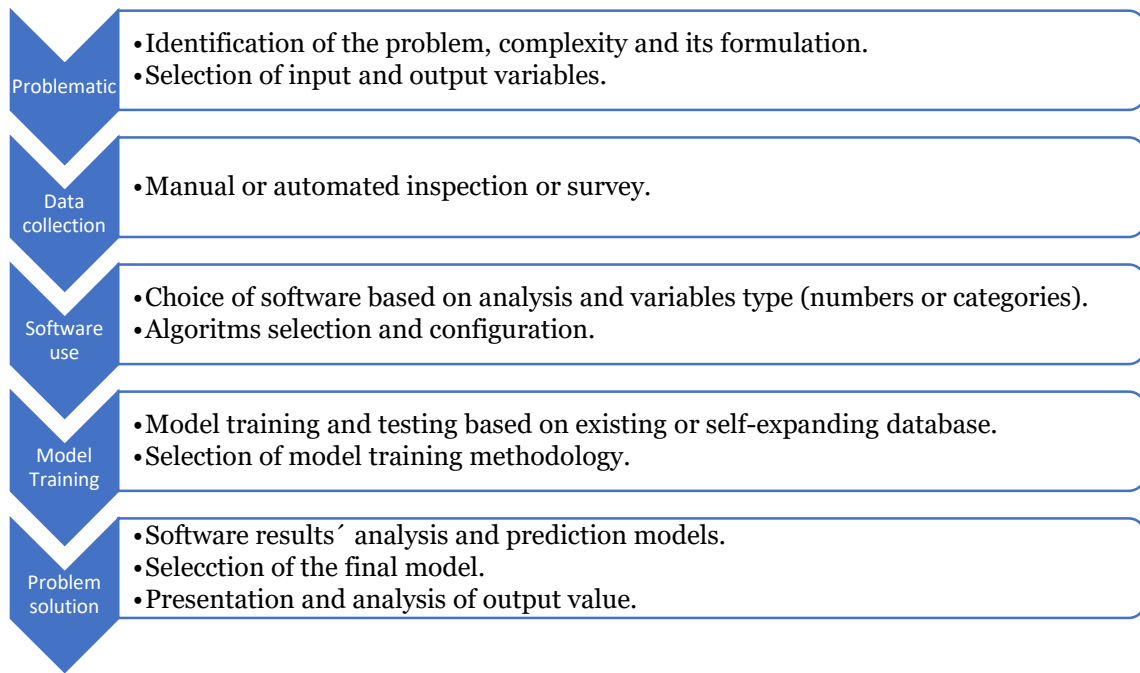 Problematic
•Identification of the problem, complexity and its formulation.
•Selection of input and output variables.
Data
collection
•Manual or automated inspection or survey.
Software
use
•Choice of software based on analysis and variables type (numbers or categories).
•Algoritms selection and configuration.
Model
Training
•Model training and testing based on existing or self-expanding database.
•Selection of model training methodology.
Problem
solution
•Software results´ analysis and prediction models.
•Selecction of the final model.
•Presentation and analysis of output value.